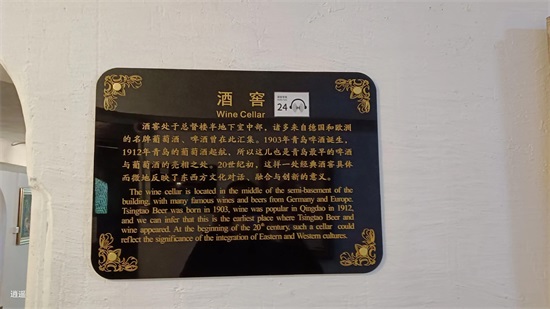 酒窖
Wine Cellar
24
酒窖处于总督楼半地下室中部,诸多来自德国和欧洲
的名牌葡萄酒、啤酒曾在此汇集。1903年青岛啤酒诞生,
1912年青岛的葡萄酒起航,所以这儿也是青岛最早的啤酒
与葡萄酒的亮相之处。20世纪初,这样一处经典酒窖具体
而微地反映了东西方文化对话、融合与创新的意义。
The wine cellar is located in the middle of the semi-basement of the
building, with many famous wines and beers from Germany and Europe.
Tsingtao Beer was born in 1903, wine was popular in Qingdao in 1912,
and we can infer that this is the earliest place where Tsingtao Beer and
wine appeared. At the beginning of the 20th century, such a cellar could
reflect the significance of the integration of Eastern and Western cultures.
逍遥